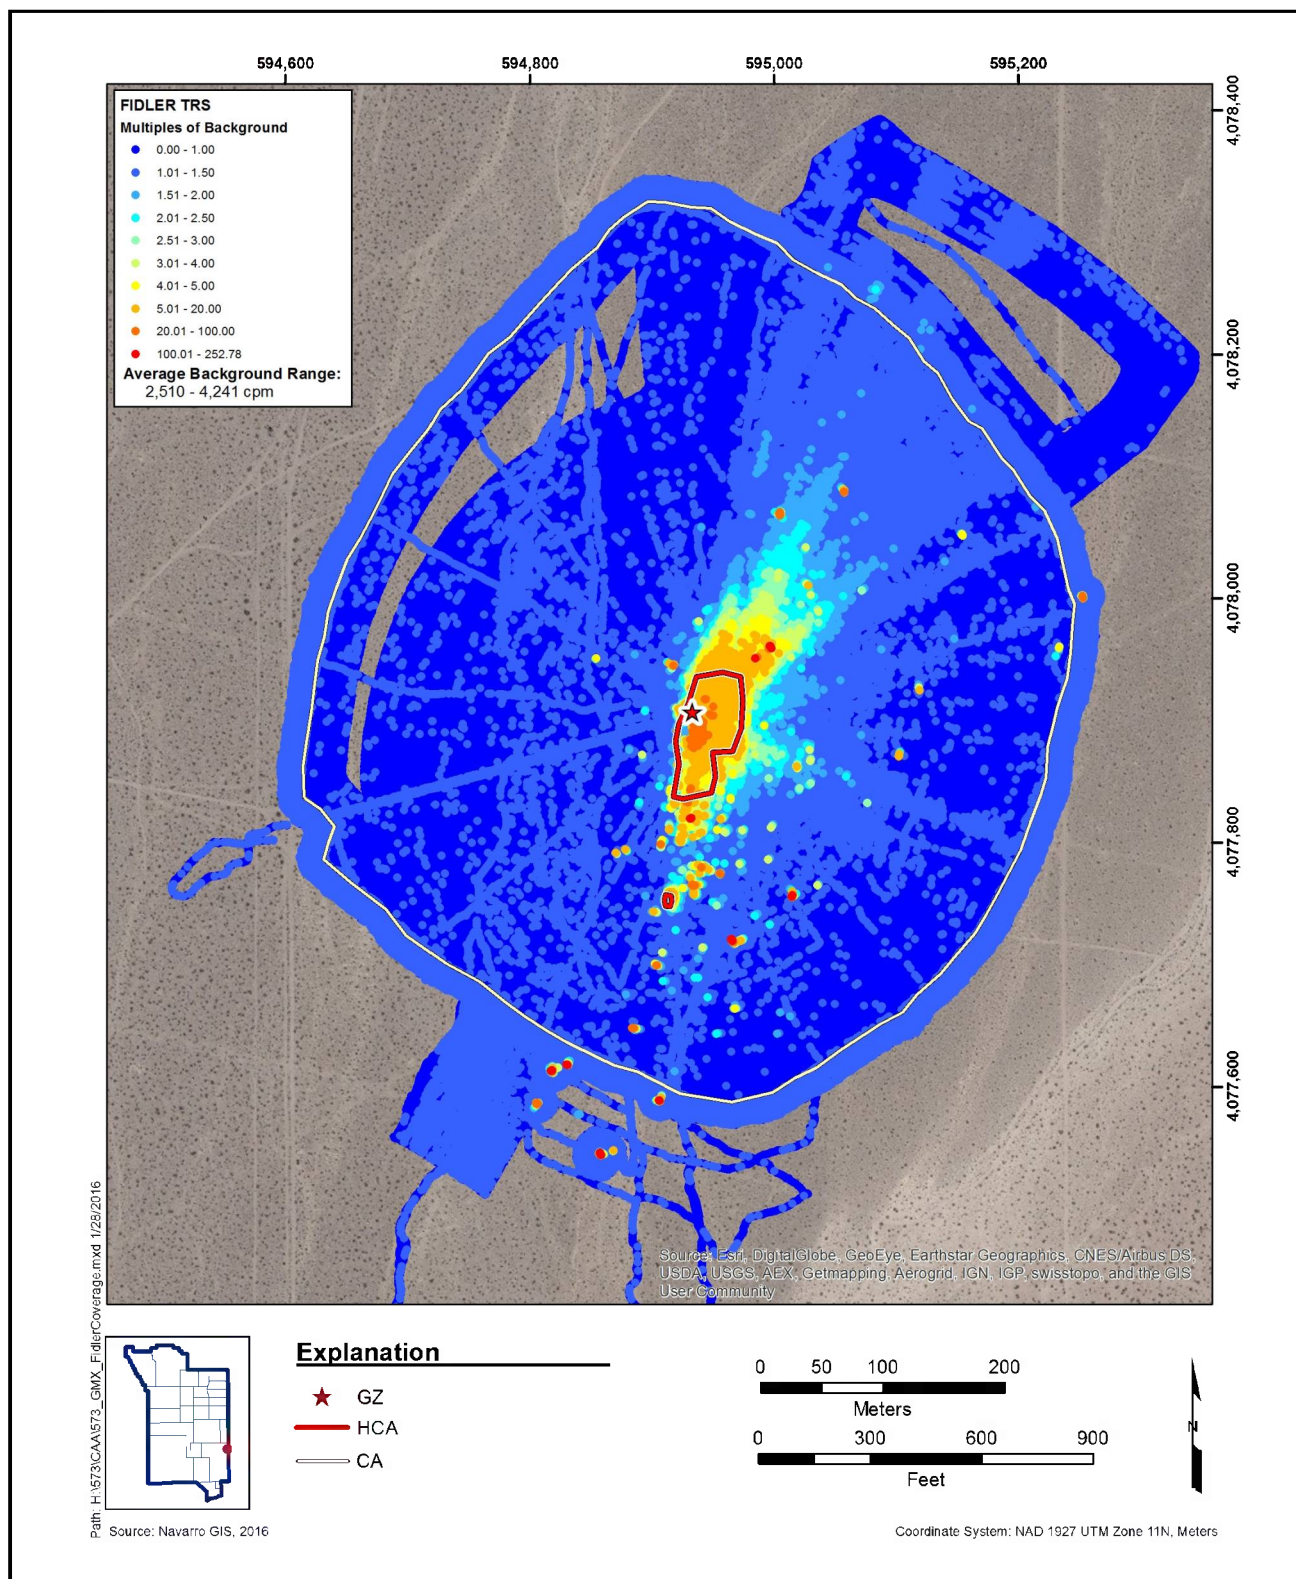 594,600
594,800
595,000
595,200
4,078,400
4,078,200
4,078,000
4,077,800
4,077,600
FIDLER TRS
Multiples of Background
0.00 - 1.00
1.01 - 1.50
1.51 - 2.00
2.01 - 2.50
2.51 - 3.00
3.01 - 4.00
4.01 - 5.00
5.01 - 20.00
20.01 - 100.00
100.01 - 252.78
Average Background Range:
2,510 - 4,241 cpm
Source: Esri, DigitalGlobe, GeoEye, Earthstar Geographics, CNES/Airbus DS,
USDA, USGS, AEX, Getmapping, Aerogrid, IGN, IGP, swisstopo, and the GIS
User Community
Path: H:\573\CAA\573_GMX_FidlerCoverage.mxd 1/28/2016
Explanation
GZ
HCA
CA
0 50 100 200
Meters
0 300 600 900
Feet
N
Source: Navarro GIS, 2016
Coordinate System: NAD 1927 UTM Zone 11N, Meters